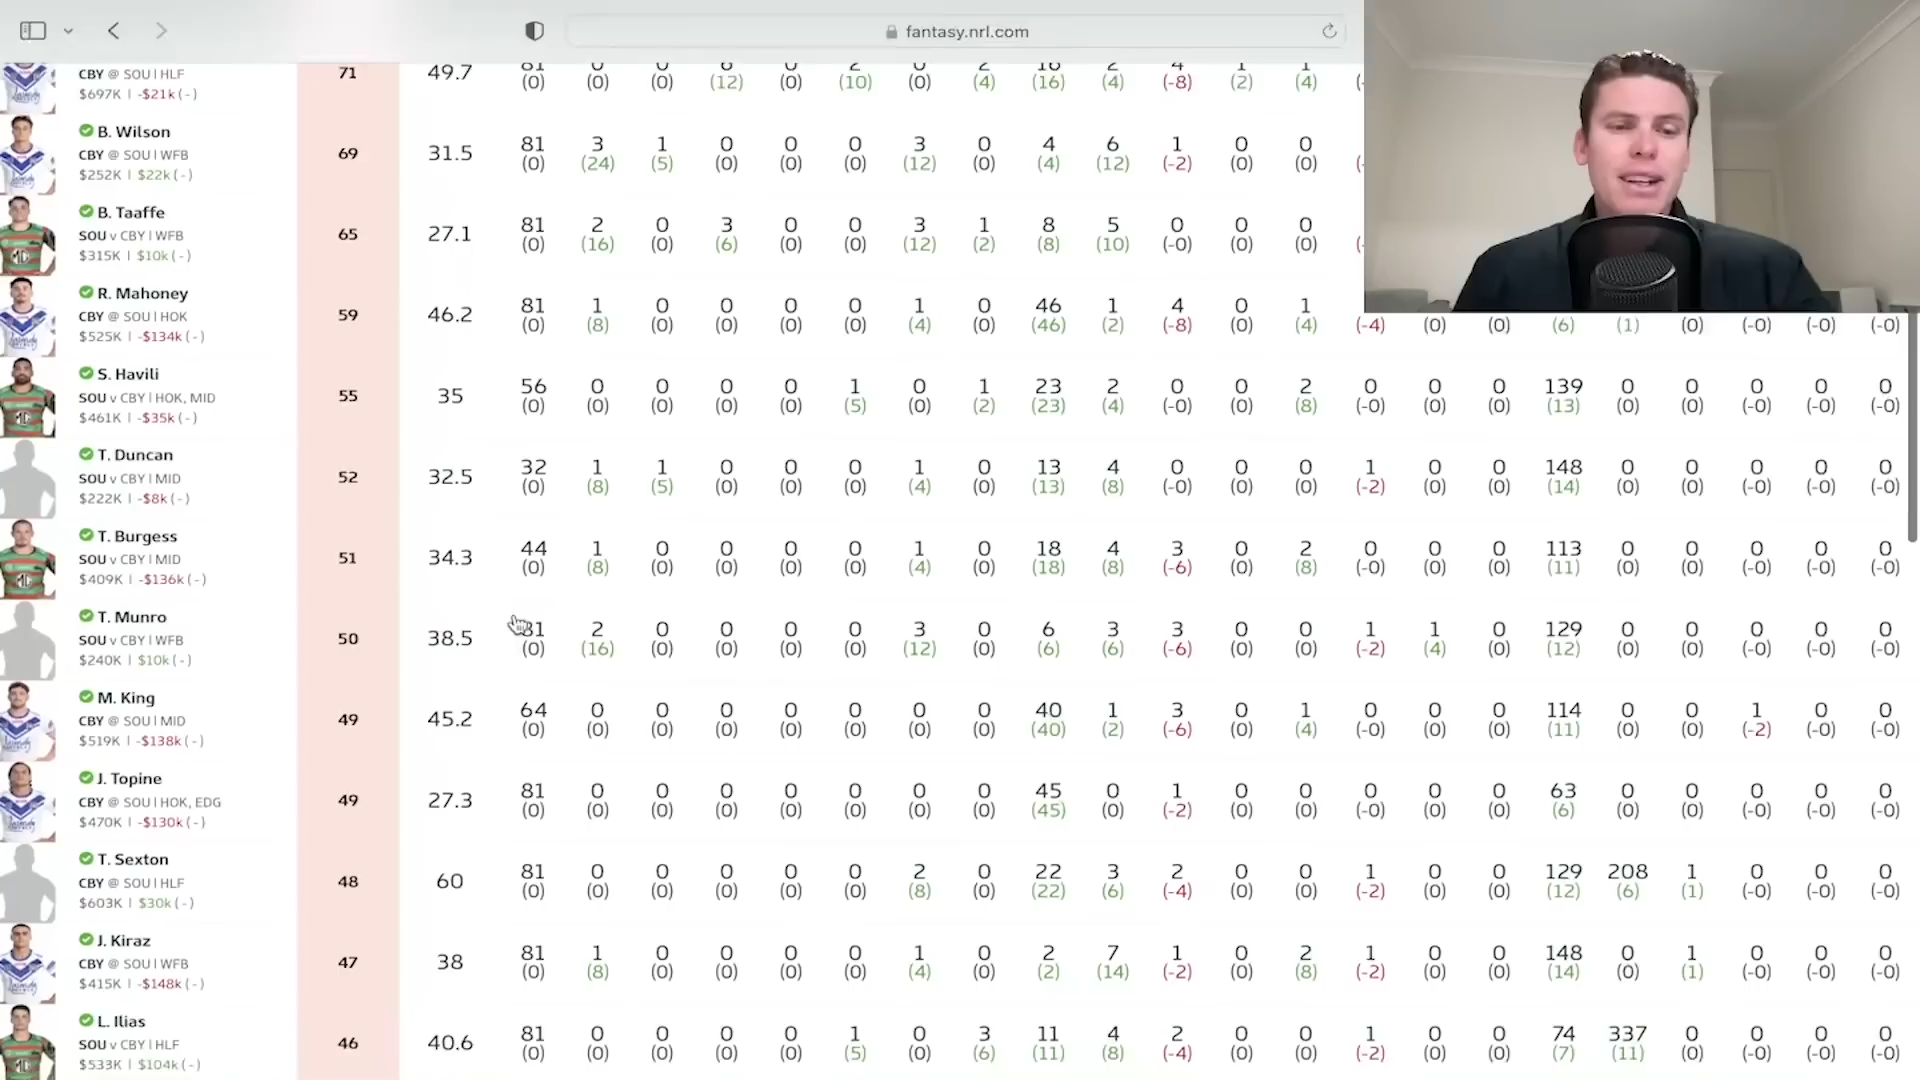 fantasy.nrl.com
CBY @ SOU | HLF 71 49.7 81 0 0 6 0 2 0 2 16 2 4 1 1
$697K | -$21k (-) (0) (0) (0) (12) (0) (10) (0) (4) (16) (4) (-8) (2) (4)
B. Wilson
CBY @ SOU | WFB 69 31.5 81 3 1 0 0 0 3 0 4 6 1 0 0
$252K | $22k (-) (0) (24) (5) (0) (0) (0) (12) (0) (4) (12) (-2) (0) (0)
B. Taaffe
SOU v CBY | WFB 65 27.1 81 2 0 3 0 0 3 1 8 5 0 0 0
$315K | $10k (-) (0) (16) (0) (6) (0) (0) (12) (2) (8) (10) (-0) (0) (0)
R. Mahoney
CBY @ SOU | HOK 59 46.2 81 1 0 0 0 0 1 0 46 1 4 0 1
$525K | -$134k (-) (0) (8) (0) (0) (0) (0) (4) (0) (46) (2) (-8) (0) (4) (-4) (0) (0) (6) (1) (0) (-0) (-0) (-0)
S. Havili
SOU v CBY | HOK, MID 55 35 56 0 0 0 0 1 0 1 23 2 0 0 2 0 0 0 139 0 0 0 0 0
$461K | -$35k (-) (0) (0) (0) (0) (0) (5) (0) (2) (23) (4) (-0) (0) (8) (-0) (0) (0) (13) (0) (0) (-0) (-0) (-0)
T. Duncan
SOU v CBY | MID 52 32.5 32 1 1 0 0 0 1 0 13 4 0 0 0 1 0 0 148 0 0 0 0 0
$222K | -$8k (-) (0) (8) (5) (0) (0) (0) (4) (0) (13) (8) (-0) (0) (0) (-2) (0) (0) (14) (0) (0) (-0) (-0) (-0)
T. Burgess
SOU v CBY | MID 51 34.3 44 1 0 0 0 0 1 0 18 4 3 0 2 0 0 0 113 0 0 0 0 0
$409K | -$136k (-) (0) (8) (0) (0) (0) (0) (4) (0) (18) (8) (-6) (0) (8) (-0) (0) (0) (11) (0) (0) (-0) (-0) (-0)
T. Munro
SOU v CBY | WFB 50 38.5 81 2 0 0 0 0 3 0 6 3 3 0 0 1 1 0 129 0 0 0 0 0
$240K | $10k (-) (0) (16) (0) (0) (0) (0) (12) (0) (6) (6) (-6) (0) (0) (-2) (4) (0) (12) (0) (0) (-0) (-0) (-0)
M. King
CBY @ SOU | MID 49 45.2 64 0 0 0 0 0 0 0 40 1 3 0 1 0 0 0 114 0 0 1 0 0
$519K | -$138k (-) (0) (0) (0) (0) (0) (0) (0) (0) (40) (2) (-6) (0) (4) (-0) (0) (0) (11) (0) (0) (-2) (-0) (-0)
J. Topine
CBY @ SOU | HOK, EDG 49 27.3 81 0 0 0 0 0 0 0 45 0 1 0 0 0 0 0 63 0 0 0 0 0
$470K | -$130k (-) (0) (0) (0) (0) (0) (0) (0) (0) (45) (0) (-2) (0) (0) (-0) (0) (0) (6) (0) (0) (-0) (-0) (-0)
T. Sexton
CBY @ SOU | HLF 48 60 81 0 0 0 0 0 2 0 22 3 2 0 0 1 0 0 129 208 1 0 0 0
$603K | $30k (-) (0) (0) (0) (0) (0) (0) (8) (0) (22) (6) (-4) (0) (0) (-2) (0) (0) (12) (6) (1) (-0) (-0) (-0)
J. Kiraz
CBY @ SOU | WFB 47 38 81 1 0 0 0 0 1 0 2 7 1 0 2 1 0 0 148 0 1 0 0 0
$415K | -$148k (-) (0) (8) (0) (0) (0) (0) (4) (0) (2) (14) (-2) (0) (8) (-2) (0) (0) (14) (0) (1) (-0) (-0) (-0)
L. Ilias
SOU v CBY | HLF 46 40.6 81 0 0 0 0 1 0 3 11 4 2 0 0 1 0 0 74 337 0 0 0 0
$533K | $104k (-) (0) (0) (0) (0) (0) (5) (0) (6) (11) (8) (-4) (0) (0) (-2) (0) (0) (7) (11) (0) (-0) (-0) (-0)